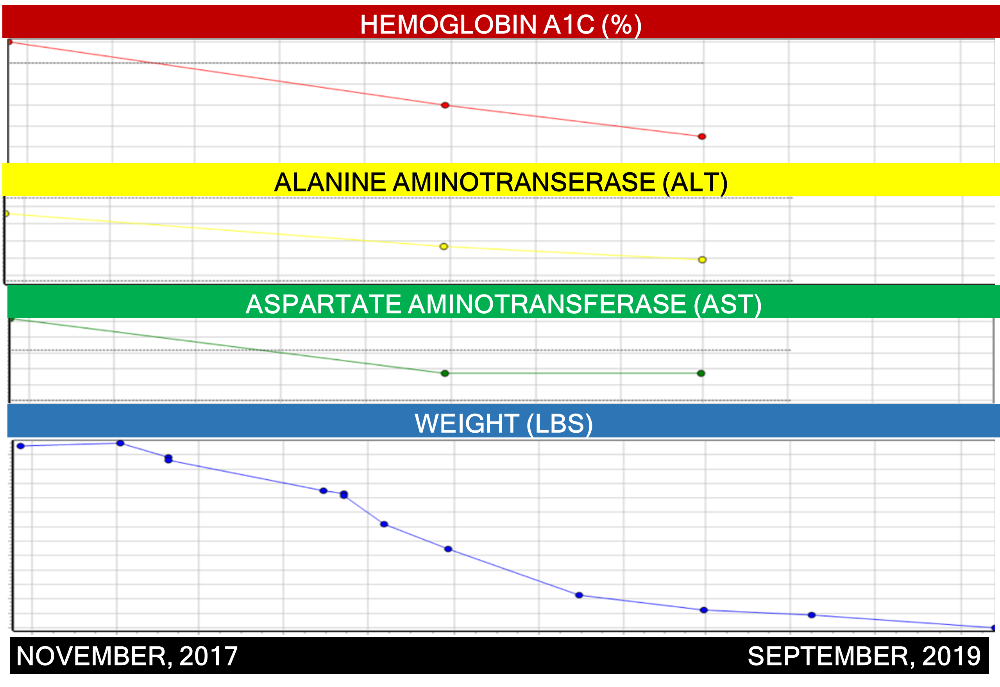 HEMOGLOBIN A1C (%)
ALANINE AMINOTRANSERASE (ALT)
ASPARTATE AMINOTRANSFERASE (AST)
WEIGHT (LBS)
NOVEMBER, 2017
SEPTEMBER, 2019